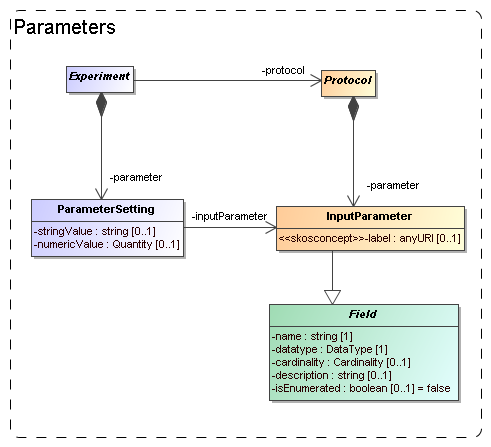 Parameters
Experiment
-protocol
Protocol
-parameter
-parameter
ParameterSetting
-stringValue : string [0..1]
-numericValue : Quantity [0..1]
-inputParameter
InputParameter
<<skosconcept>>-label : anyURI [0..1]
Field
-name : string [1]
-datatype : DataType [1]
-cardinality : Cardinality [0..1]
-description : string [0..1]
-isEnumerated : boolean [0..1] = false